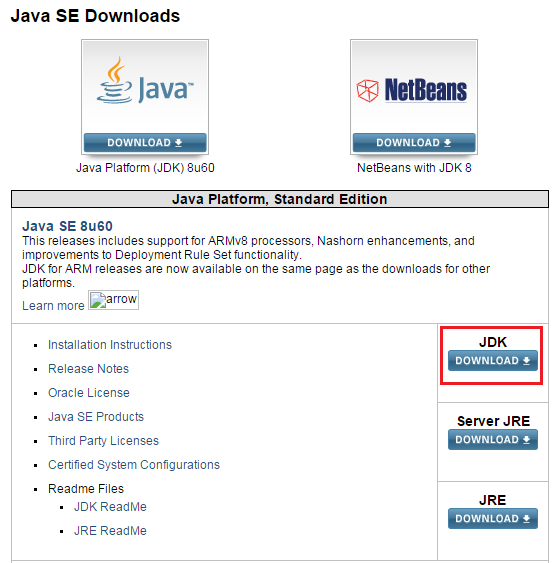 Java SE Downloads
Java™
NetBeans
DOWNLOAD
DOWNLOAD
Java Platform (JDK) 8u60
NetBeans with JDK 8
Java Platform, Standard Edition
Java SE 8u60
This releases includes support for ARMv8 processors, Nashorn enhancements, and
improvements to Deployment Rule Set functionality.
JDK for ARM releases are now available on the same page as the downloads for other
platforms.
Learn more arrow
Installation Instructions
Release Notes
Oracle License
Java SE Products
Third Party Licenses
Certified System Configurations
Readme Files
JDK ReadMe
JRE ReadMe
JDK
DOWNLOAD
Server JRE
DOWNLOAD
JRE
DOWNLOAD